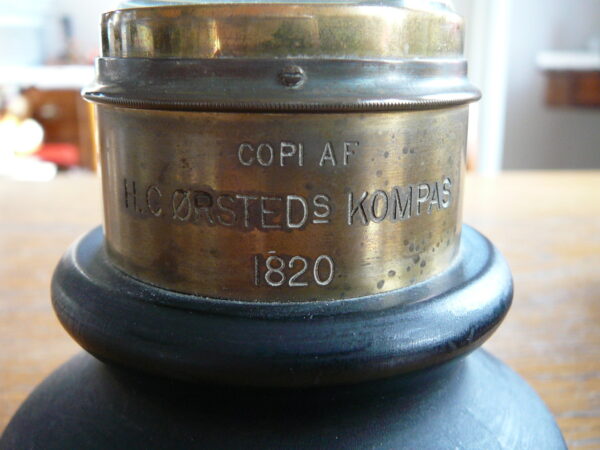 COPI AF
H.C ØRSTEDS KOMPAS
1820